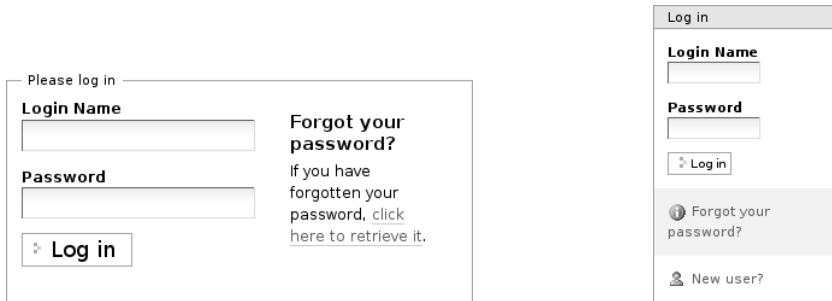 Please log in
Login Name
Password
Log in
Forgot your
password?
If you have
forgotten your
password, click
here to retrieve it.
Log in
Login Name
Password
Log in
Forgot your
password?
New user?